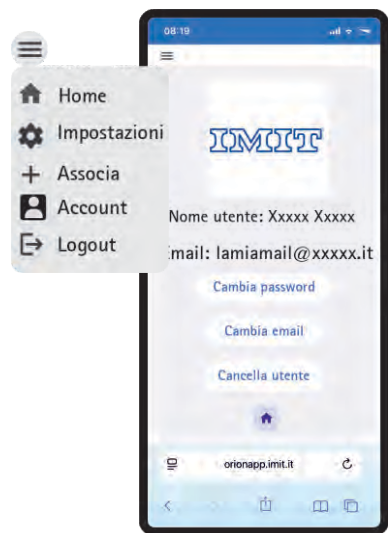 Home
Impostazioni
Associa
Account
Logout
08:19
IMIT
Nome utente: Xxxxx Xxxxx
mail: lamiamail@xxxxx.it
Cambia password
Cambia email
Cancella utente
orionapp.imit.it